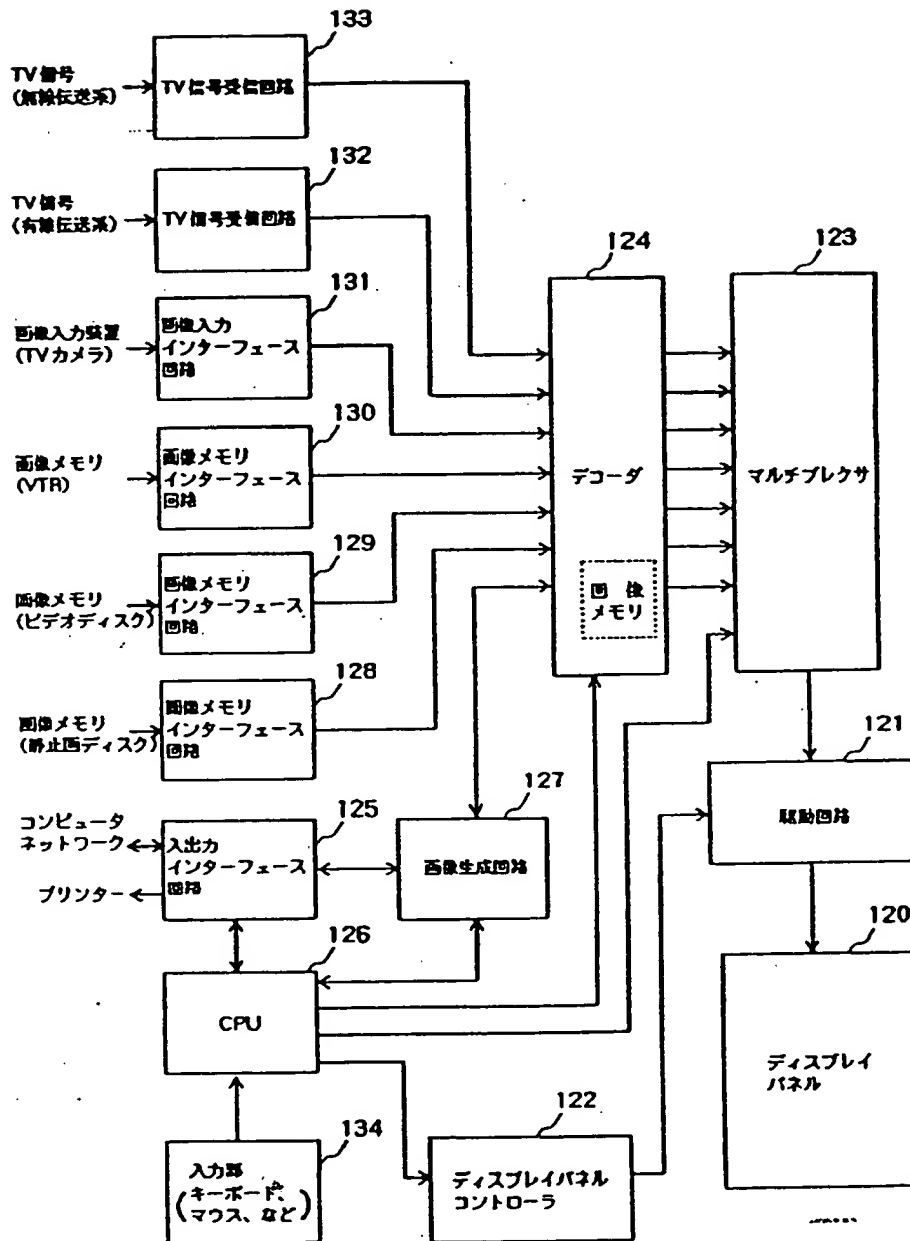 133
TV信号
(無線伝送系)
TV信号受信回路
132
TV信号
(有線伝送系)
TV信号受信回路
124
123
131
画像入力装置
(TVカメラ)
画像入力
インターフェース
回路
130
画像メモリ
(VTR)
画像メモリ
インターフェース
回路
デコーダ
マルチプレクサ
129
画像メモリ
(ビデオディスク)
画像メモリ
インターフェース
回路
画像
メモリ
128
画像メモリ
(静止画ディスク)
画像メモリ
インターフェース
回路
121
駆動回路
127
125
コンピュータ
ネットワーク
プリンター
入出力
インターフェース
回路
画像生成回路
120
126
CPU
ディスプレイ
パネル
122
134
入力部
(キーボード、
マウス、など)
ディスプレイパネル
コントローラ